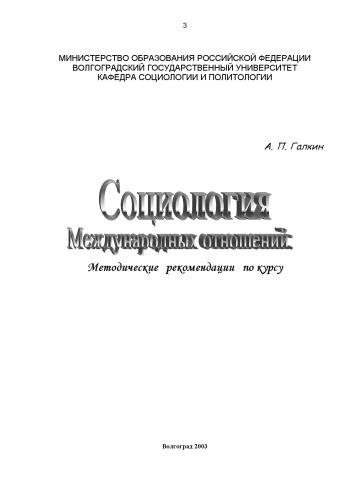 3
МИНИСТЕРСТВО ОБРАЗОВАНИЯ РОССИЙСКОЙ ФЕДЕРАЦИИ
ВОЛГОГРАДСКИЙ ГОСУДАРСТВЕННЫЙ УНИВЕРСИТЕТ
КАФЕДРА СОЦИОЛОГИИ И ПОЛИТОЛОГИИ
А. П. Галкин
Социология
Международных отношений.
Методические рекомендации по курсу
Волгоград 2003